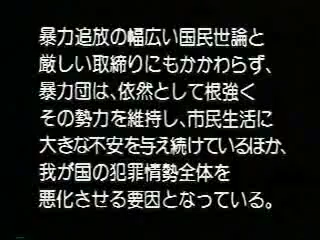 暴力追放の幅広い国民世論と
厳しい取締りにもかかわらず、
暴力団は、依然として根強く
その勢力を維持し、市民生活に
大きな不安を与え続けているほか、
我が国の犯罪情勢全体を
悪化させる要因となっている。